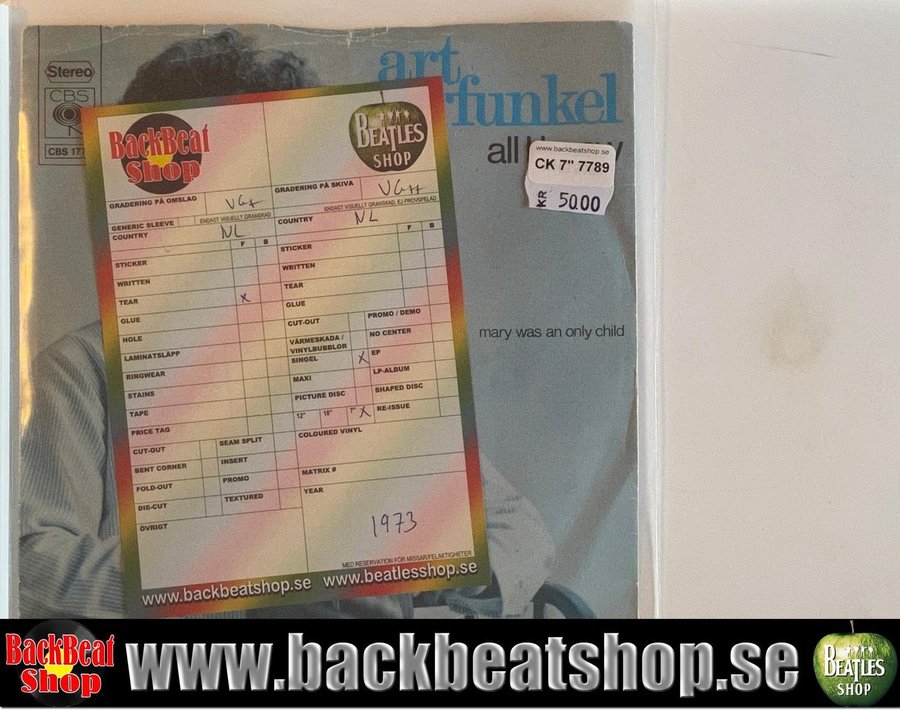 Stereo
CBS
CBS 177
art
funkel
all
mary was an only child
www.backbeatshop.se
CK 7" 7789
KR 5000
BackBeat
Shop
BEATLES
SHOP
GRADERING PÅ OMSLAG VG+
GRADERING PÅ SKIVA VG++
ENDAST VISUELLT GRANSKAD, EJ PROVSPELAD
GENERIC SLEEVE
ENDAST VISUELLT GRANSKAD
COUNTRY NL
COUNTRY NL
F B
F B
STICKER
WRITTEN
TEAR X
GLUE
HOLE
LAMINATSLÄPP
RINGWEAR
STAINS
TAPE
PRICE TAG
CUT-OUT
SEAM SPLIT
BENT CORNER
INSERT
FOLD-OUT
PROMO
DIE-CUT
TEXTURED
ÖVRIGT
STICKER
WRITTEN
TEAR
GLUE
CUT-OUT
PROMO / DEMO
VÄRMESKADA /
VINYLBUBBLOR
NO CENTER
SINGEL X
EP
MAXI
LP-ALBUM
PICTURE DISC
SHAPED DISC
12" 10" 7" X
RE-ISSUE
COLOURED VINYL
MATRIX #
YEAR
1973
MED RESERVATION FÖR MISSAR/FELAKTIGHETER
www.backbeatshop.se www.beatlesshop.se
BackBeat
Shop
www.backbeatshop.se
BEATLES
SHOP